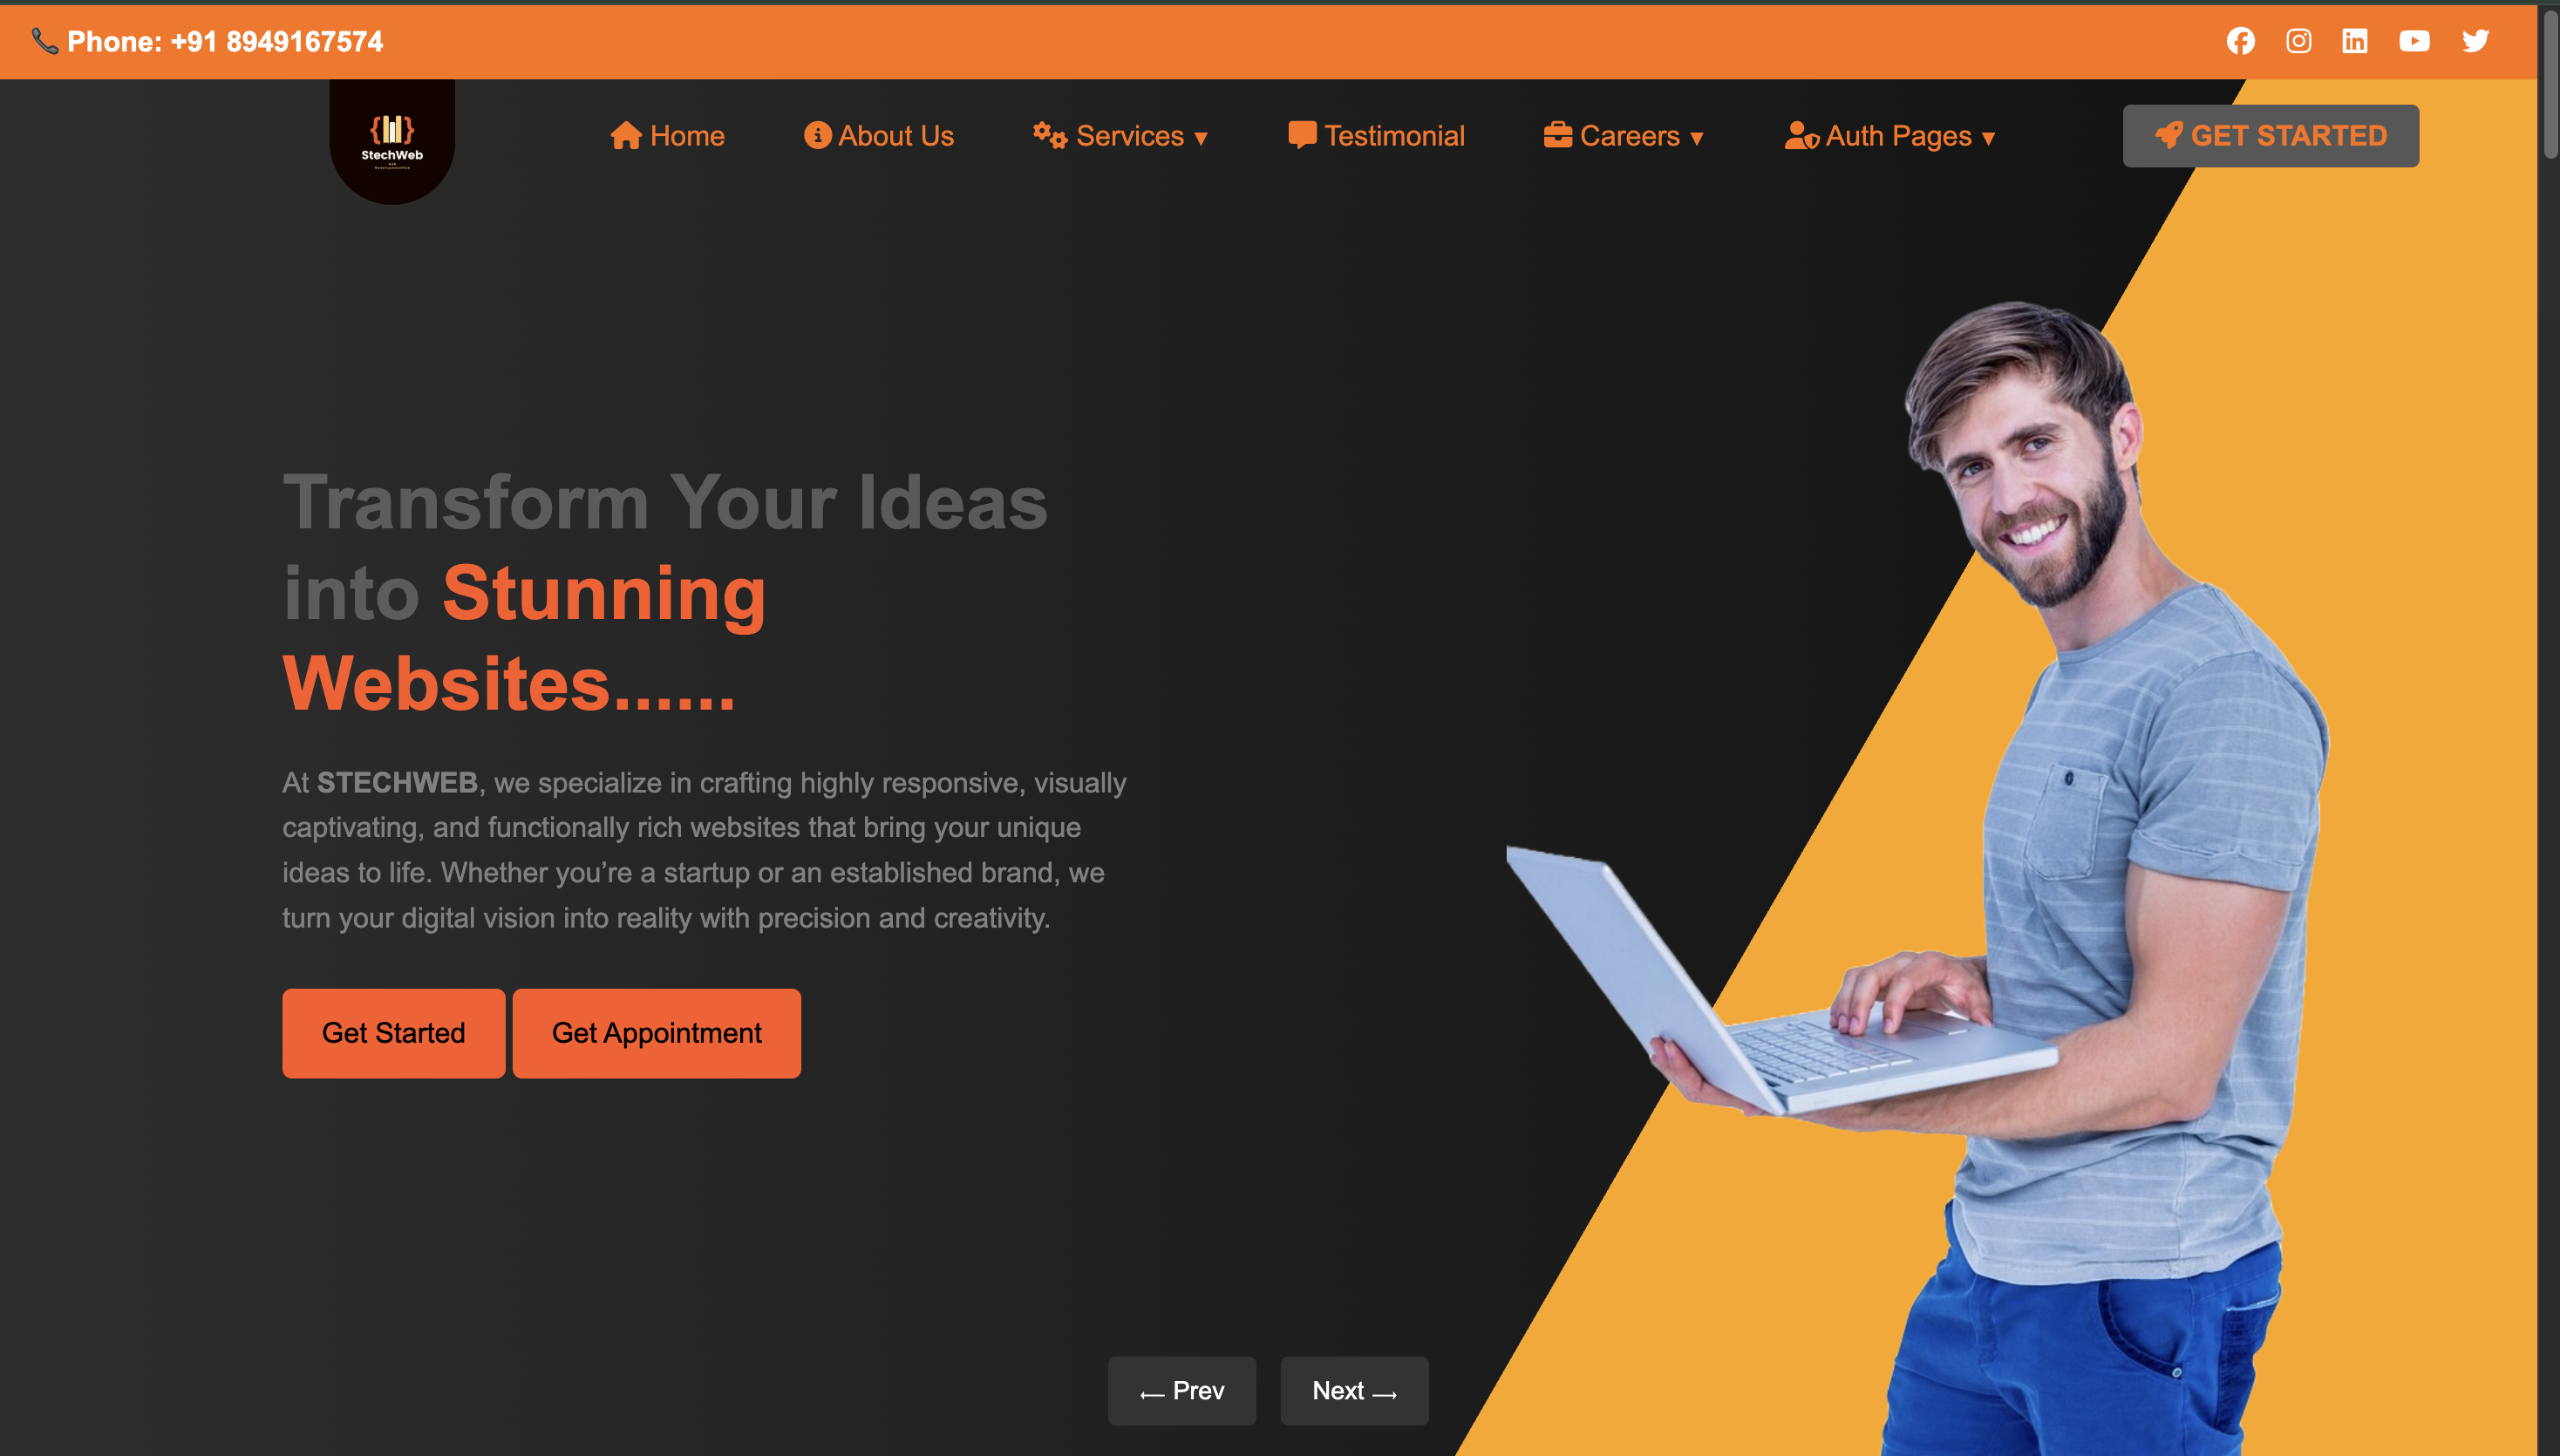 📞 Phone: +91 8949167574
StechWeb
Home
About Us
Services ▾
Testimonial
Careers ▾
Auth Pages ▾
GET STARTED
Transform Your Ideas
into Stunning
Websites......
At STECHWEB, we specialize in crafting highly responsive, visually
captivating, and functionally rich websites that bring your unique
ideas to life. Whether you’re a startup or an established brand, we
turn your digital vision into reality with precision and creativity.
Get Started
Get Appointment
← Prev
Next →